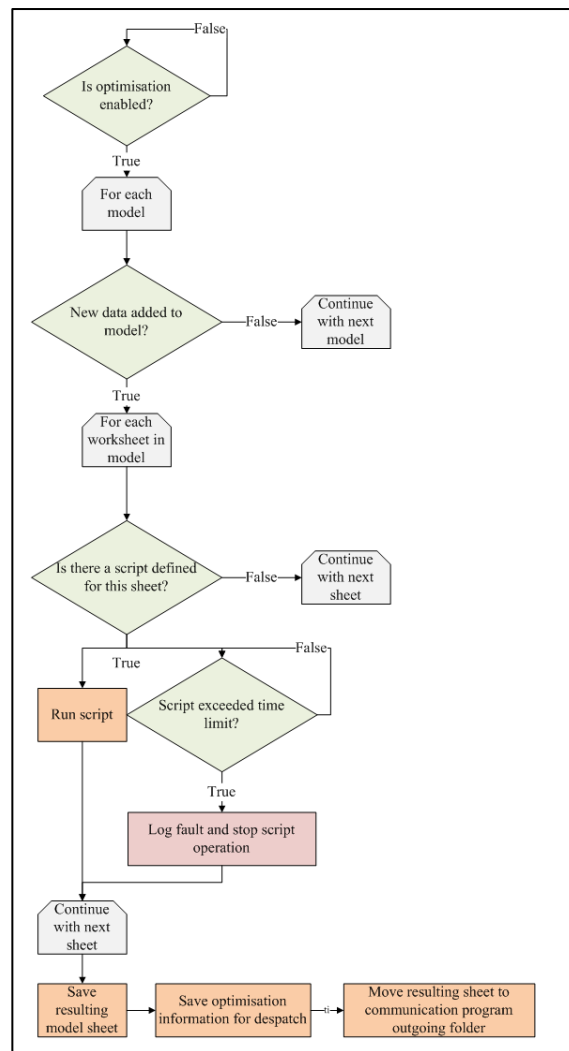 False
Is optimisation
enabled?
True
For each
model
New data added to
model?
False
Continue
with next
model
True
For each
worksheet in
model
Is there a script defined
for this sheet?
False
Continue
with next
sheet
True
False
Run script
Script exceeded time
limit?
True
Log fault and stop script
operation
Continue
with next
sheet
Save
resulting
model sheet
Save optimisation
information for despatch
ti
Move resulting sheet to
communication program
outgoing folder